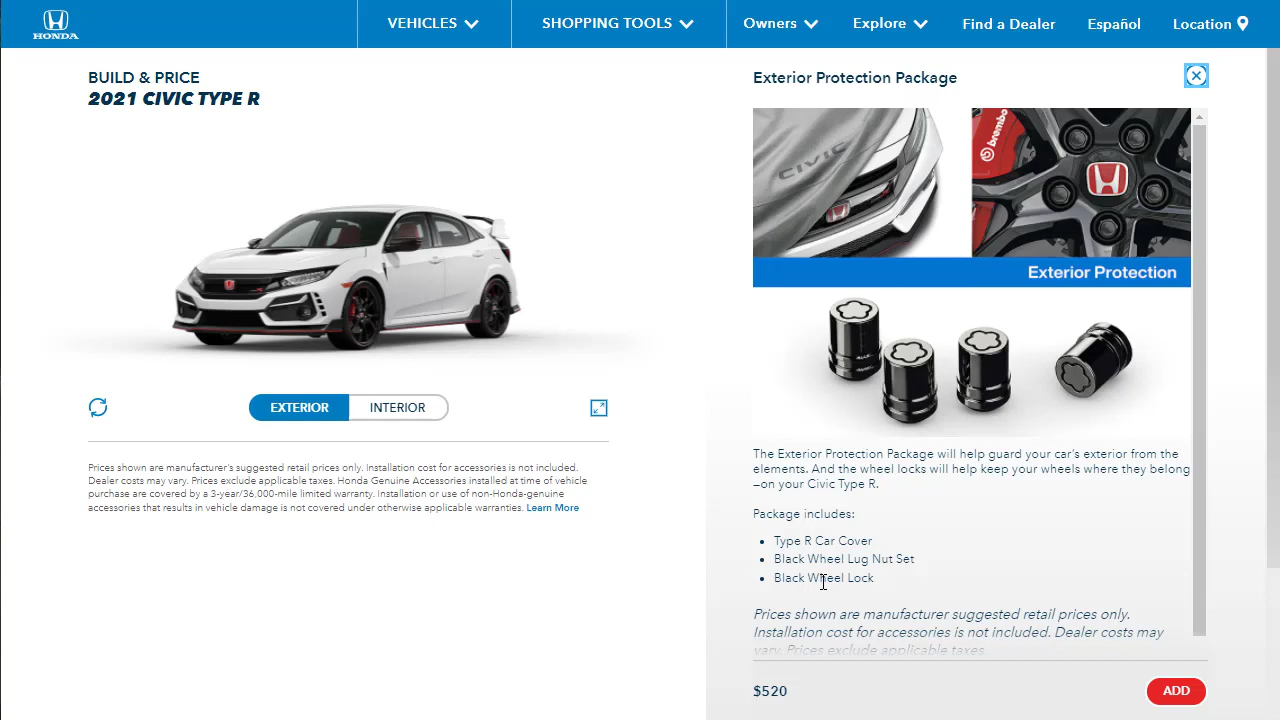 HONDA
VEHICLES
SHOPPING TOOLS
Owners
Explore
Find a Dealer
Español
Location
BUILD & PRICE
2021 CIVIC TYPE R
EXTERIOR
INTERIOR
Prices shown are manufacturer's suggested retail prices only. Installation cost for accessories is not included.
Dealer costs may vary. Prices exclude applicable taxes. Honda Genuine Accessories installed at time of vehicle
purchase are covered by a 3-year/36,000-mile limited warranty. Installation or use of non-Honda-genuine
accessories that results in vehicle damage is not covered under otherwise applicable warranties. Learn More
Exterior Protection Package
CIVIC
brembo
Exterior Protection
The Exterior Protection Package will help guard your car's exterior from the
elements. And the wheel locks will help keep your wheels where they belong
—on your Civic Type R.
Package includes:
Type R Car Cover
Black Wheel Lug Nut Set
Black Wheel Lock
Prices shown are manufacturer suggested retail prices only.
Installation cost for accessories is not included. Dealer costs may
vary. Prices exclude applicable taxes.
$520
ADD